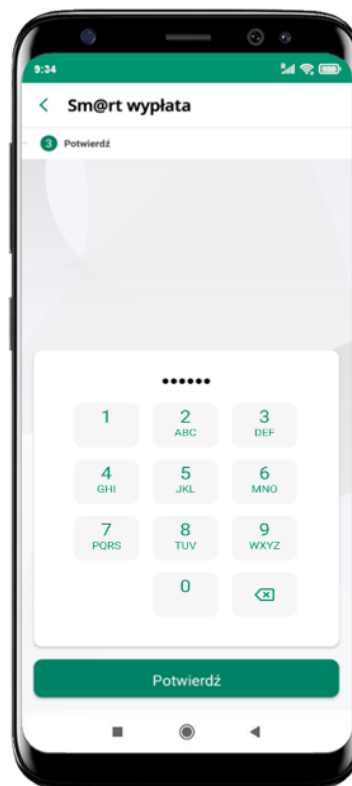 9:34
Sm@rt wypłata
3 Potwierdź
••••••
1 2 3
ABC DEF
4 5 6
GHI JKL MNO
7 8 9
PQRS TUV WXYZ
0
Potwierdź